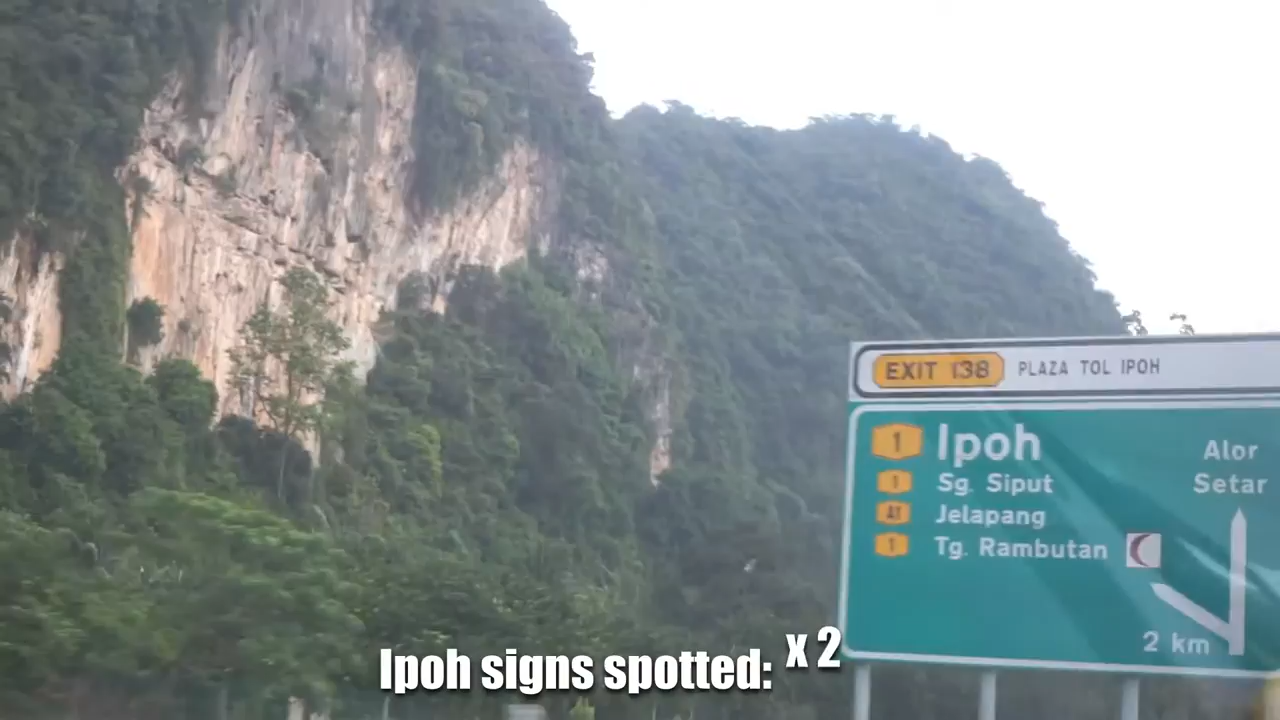 EXIT 138 PLAZA TOL IPOH
1 Ipoh
1 Sg. Siput
A1 Jelapang
1 Tg. Rambutan
Alor
Setar
2 km
Ipoh signs spotted: x 2